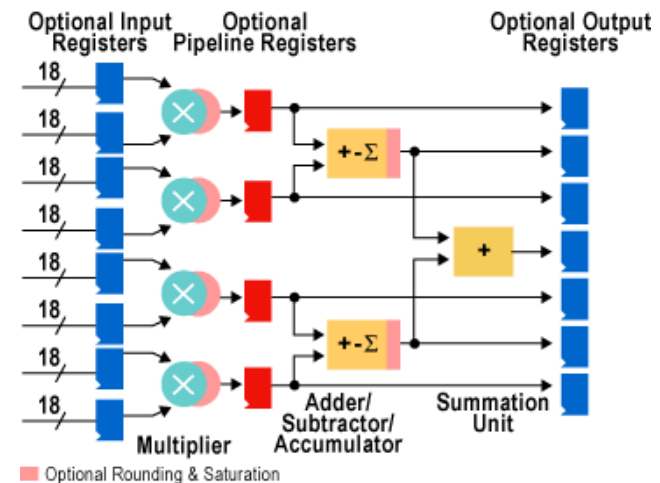 Optional Input
Registers
Optional
Pipeline Registers
Optional Output
Registers
18
18
18
18
18
18
18
18
+-Σ
+
+-Σ
Multiplier
Adder/
Subtractor/
Accumulator
Summation
Unit
Optional Rounding & Saturation